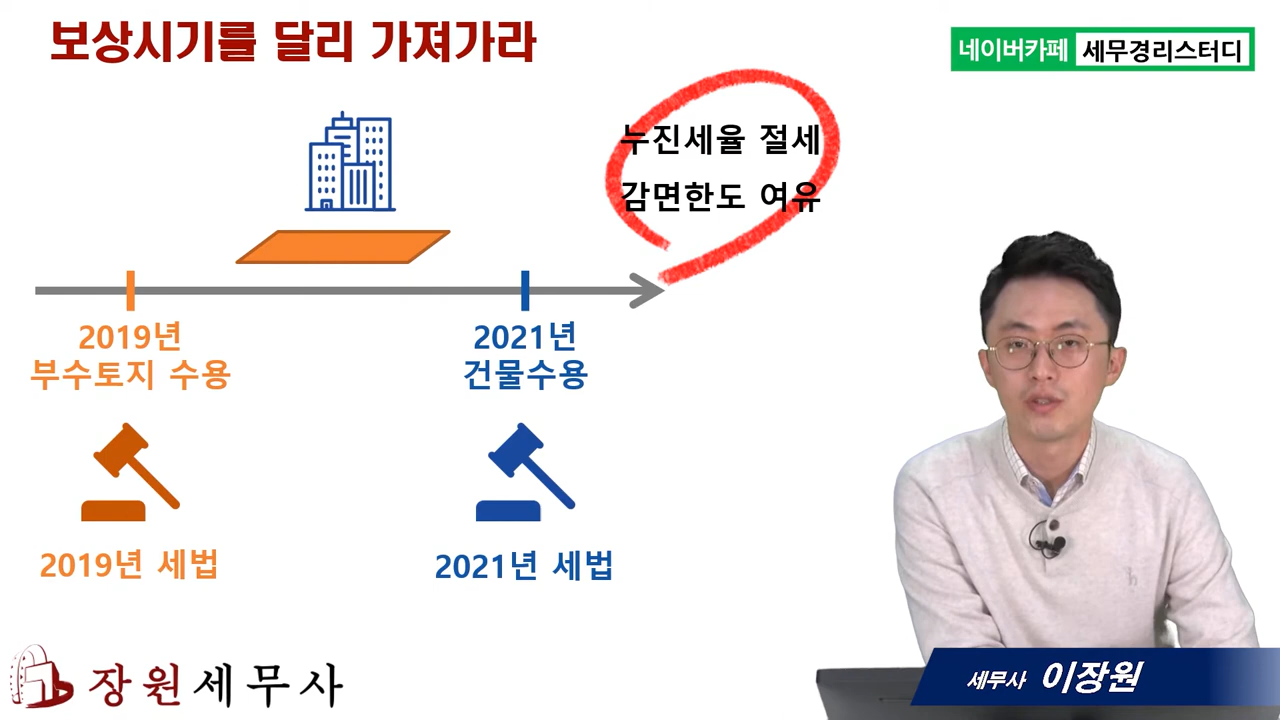 보상시기를 달리 가져가라
네이버카페 세무경리스터디
누진세율 절세
감면한도 여유
2019년
부수토지 수용
2021년
건물수용
2019년 세법
2021년 세법
장원세무사
세무사 이장원